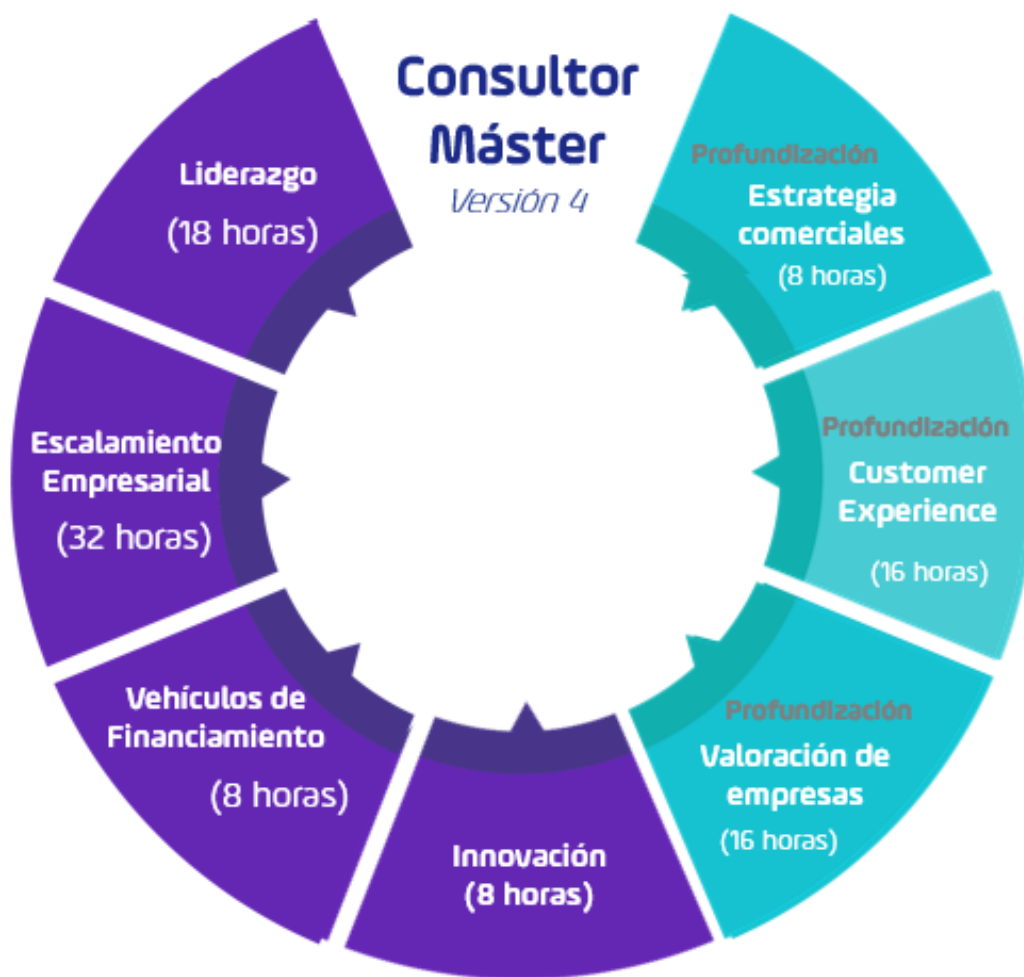 Consultor
Máster
Versión 4
Liderazgo
(18 horas)
Escalamiento
Empresarial
(32 horas)
Vehículos de
Financiamiento
(8 horas)
Innovación
(8 horas)
Profundización
Valoración de
empresas
(16 horas)
Profundización
Customer
Experience
(16 horas)
Profundización
Estrategia
comerciales
(8 horas)